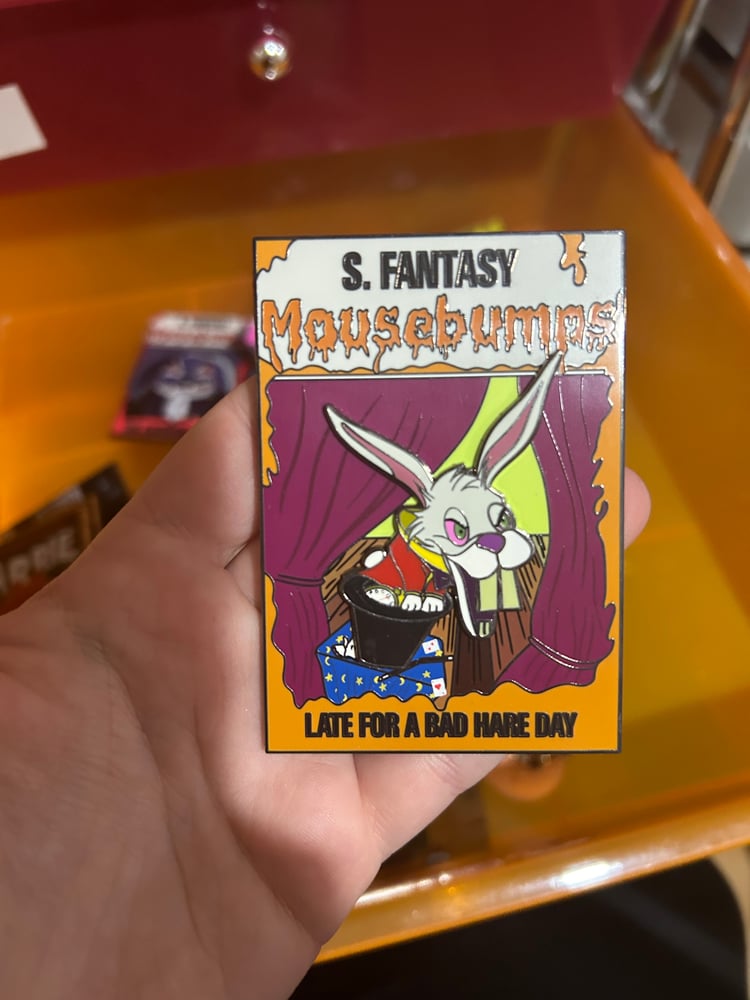 S. FANTASY
Mousebumps
LATE FOR A BAD HARE DAY